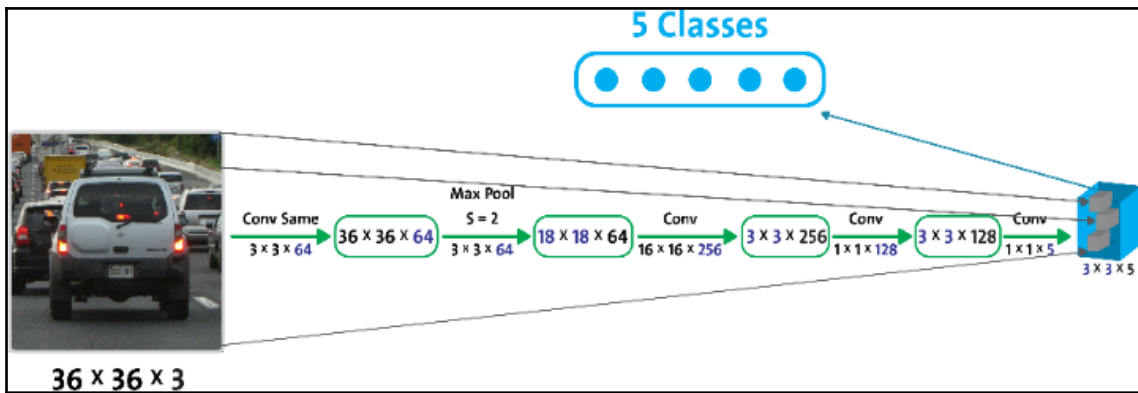 5 Classes
Max Pool
Conv Same
S = 2
Conv
Conv
Conv
36 × 36 × 64
18 × 18 × 64
3 × 3 × 256
3 × 3 × 128
3 × 3 × 64
3 × 3 × 64
16 × 16 × 256
1 × 1 × 128
1 × 1 × 5
3 × 3 × 5
36 × 36 × 3